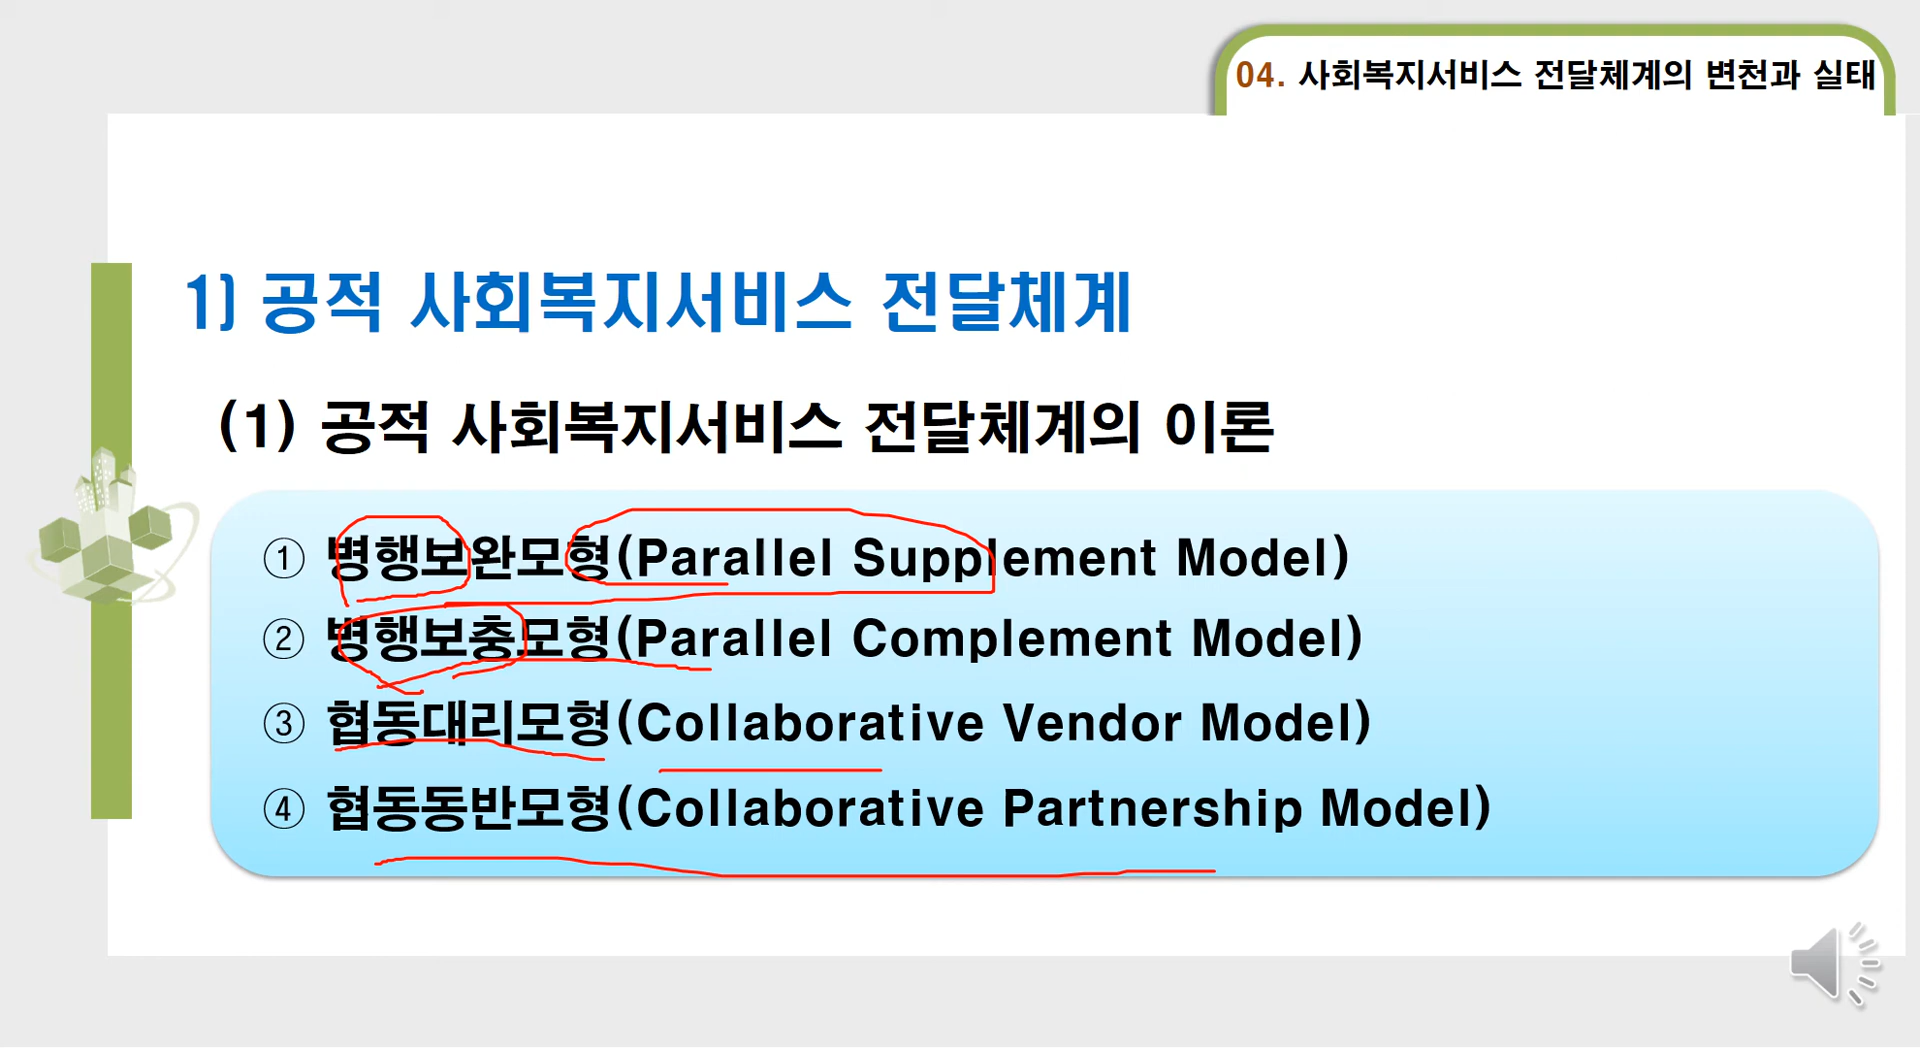 04. 사회복지서비스 전달체계의 변천과 실태
1) 공적 사회복지서비스 전달체계
(1) 공적 사회복지서비스 전달체계의 이론
① 병행보완모형(Parallel Supplement Model)
② 병행보충모형(Parallel Complement Model)
③ 협동대리모형(Collaborative Vendor Model)
④ 협동동반모형(Collaborative Partnership Model)